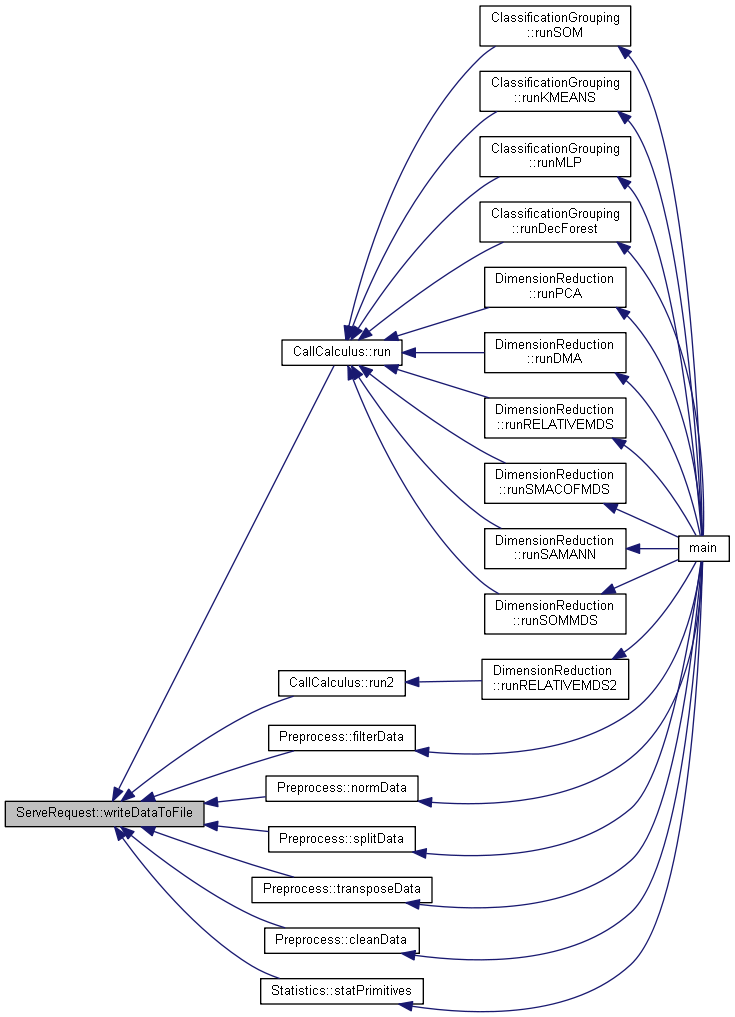 ClassificationGrouping
::runSOM
ClassificationGrouping
::runKMEANS
ClassificationGrouping
::runMLP
ClassificationGrouping
::runDecForest
DimensionReduction
::runPCA
CallCalculus::run
DimensionReduction
::runDMA
DimensionReduction
::runRELATIVEMDS
DimensionReduction
::runSMACOFMDS
DimensionReduction
::runSAMANN
main
DimensionReduction
::runSOMMDS
CallCalculus::run2
DimensionReduction
::runRELATIVEMDS2
Preprocess::filterData
Preprocess::normData
ServeRequest::writeDataToFile
Preprocess::splitData
Preprocess::transposeData
Preprocess::cleanData
Statistics::statPrimitives